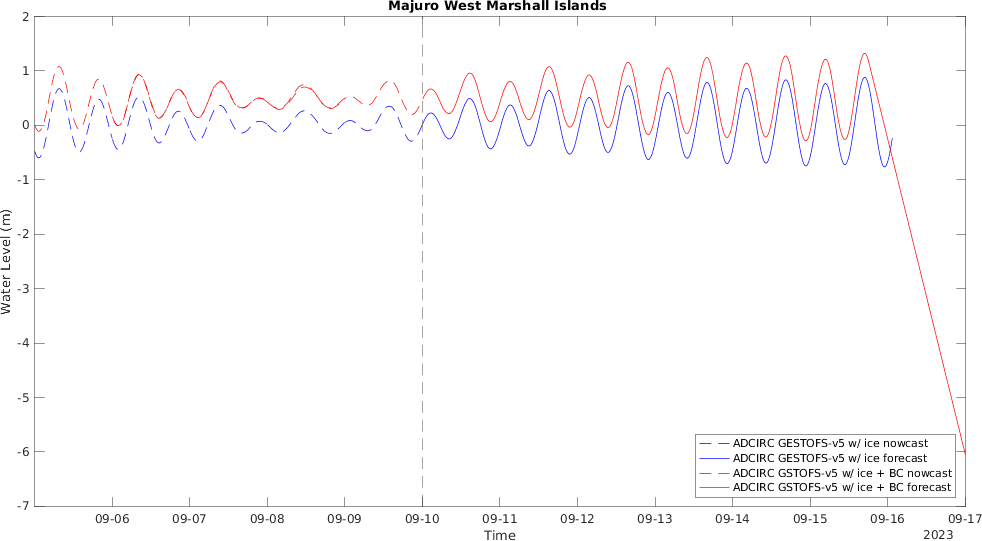 Majuro West Marshall Islands
2
1
0
-1
-2
-3
-4
-5
-6
-7
Water Level (m)
ADCIRC GESTOFS-v5 w/ ice nowcast
ADCIRC GESTOFS-v5 w/ ice forecast
ADCIRC GSTOFS-v5 w/ ice + BC nowcast
ADCIRC GSTOFS-v5 w/ ice + BC forecast
09-06 09-07 09-08 09-09 09-10 09-11 09-12 09-13 09-14 09-15 09-16 09-17
Time
2023